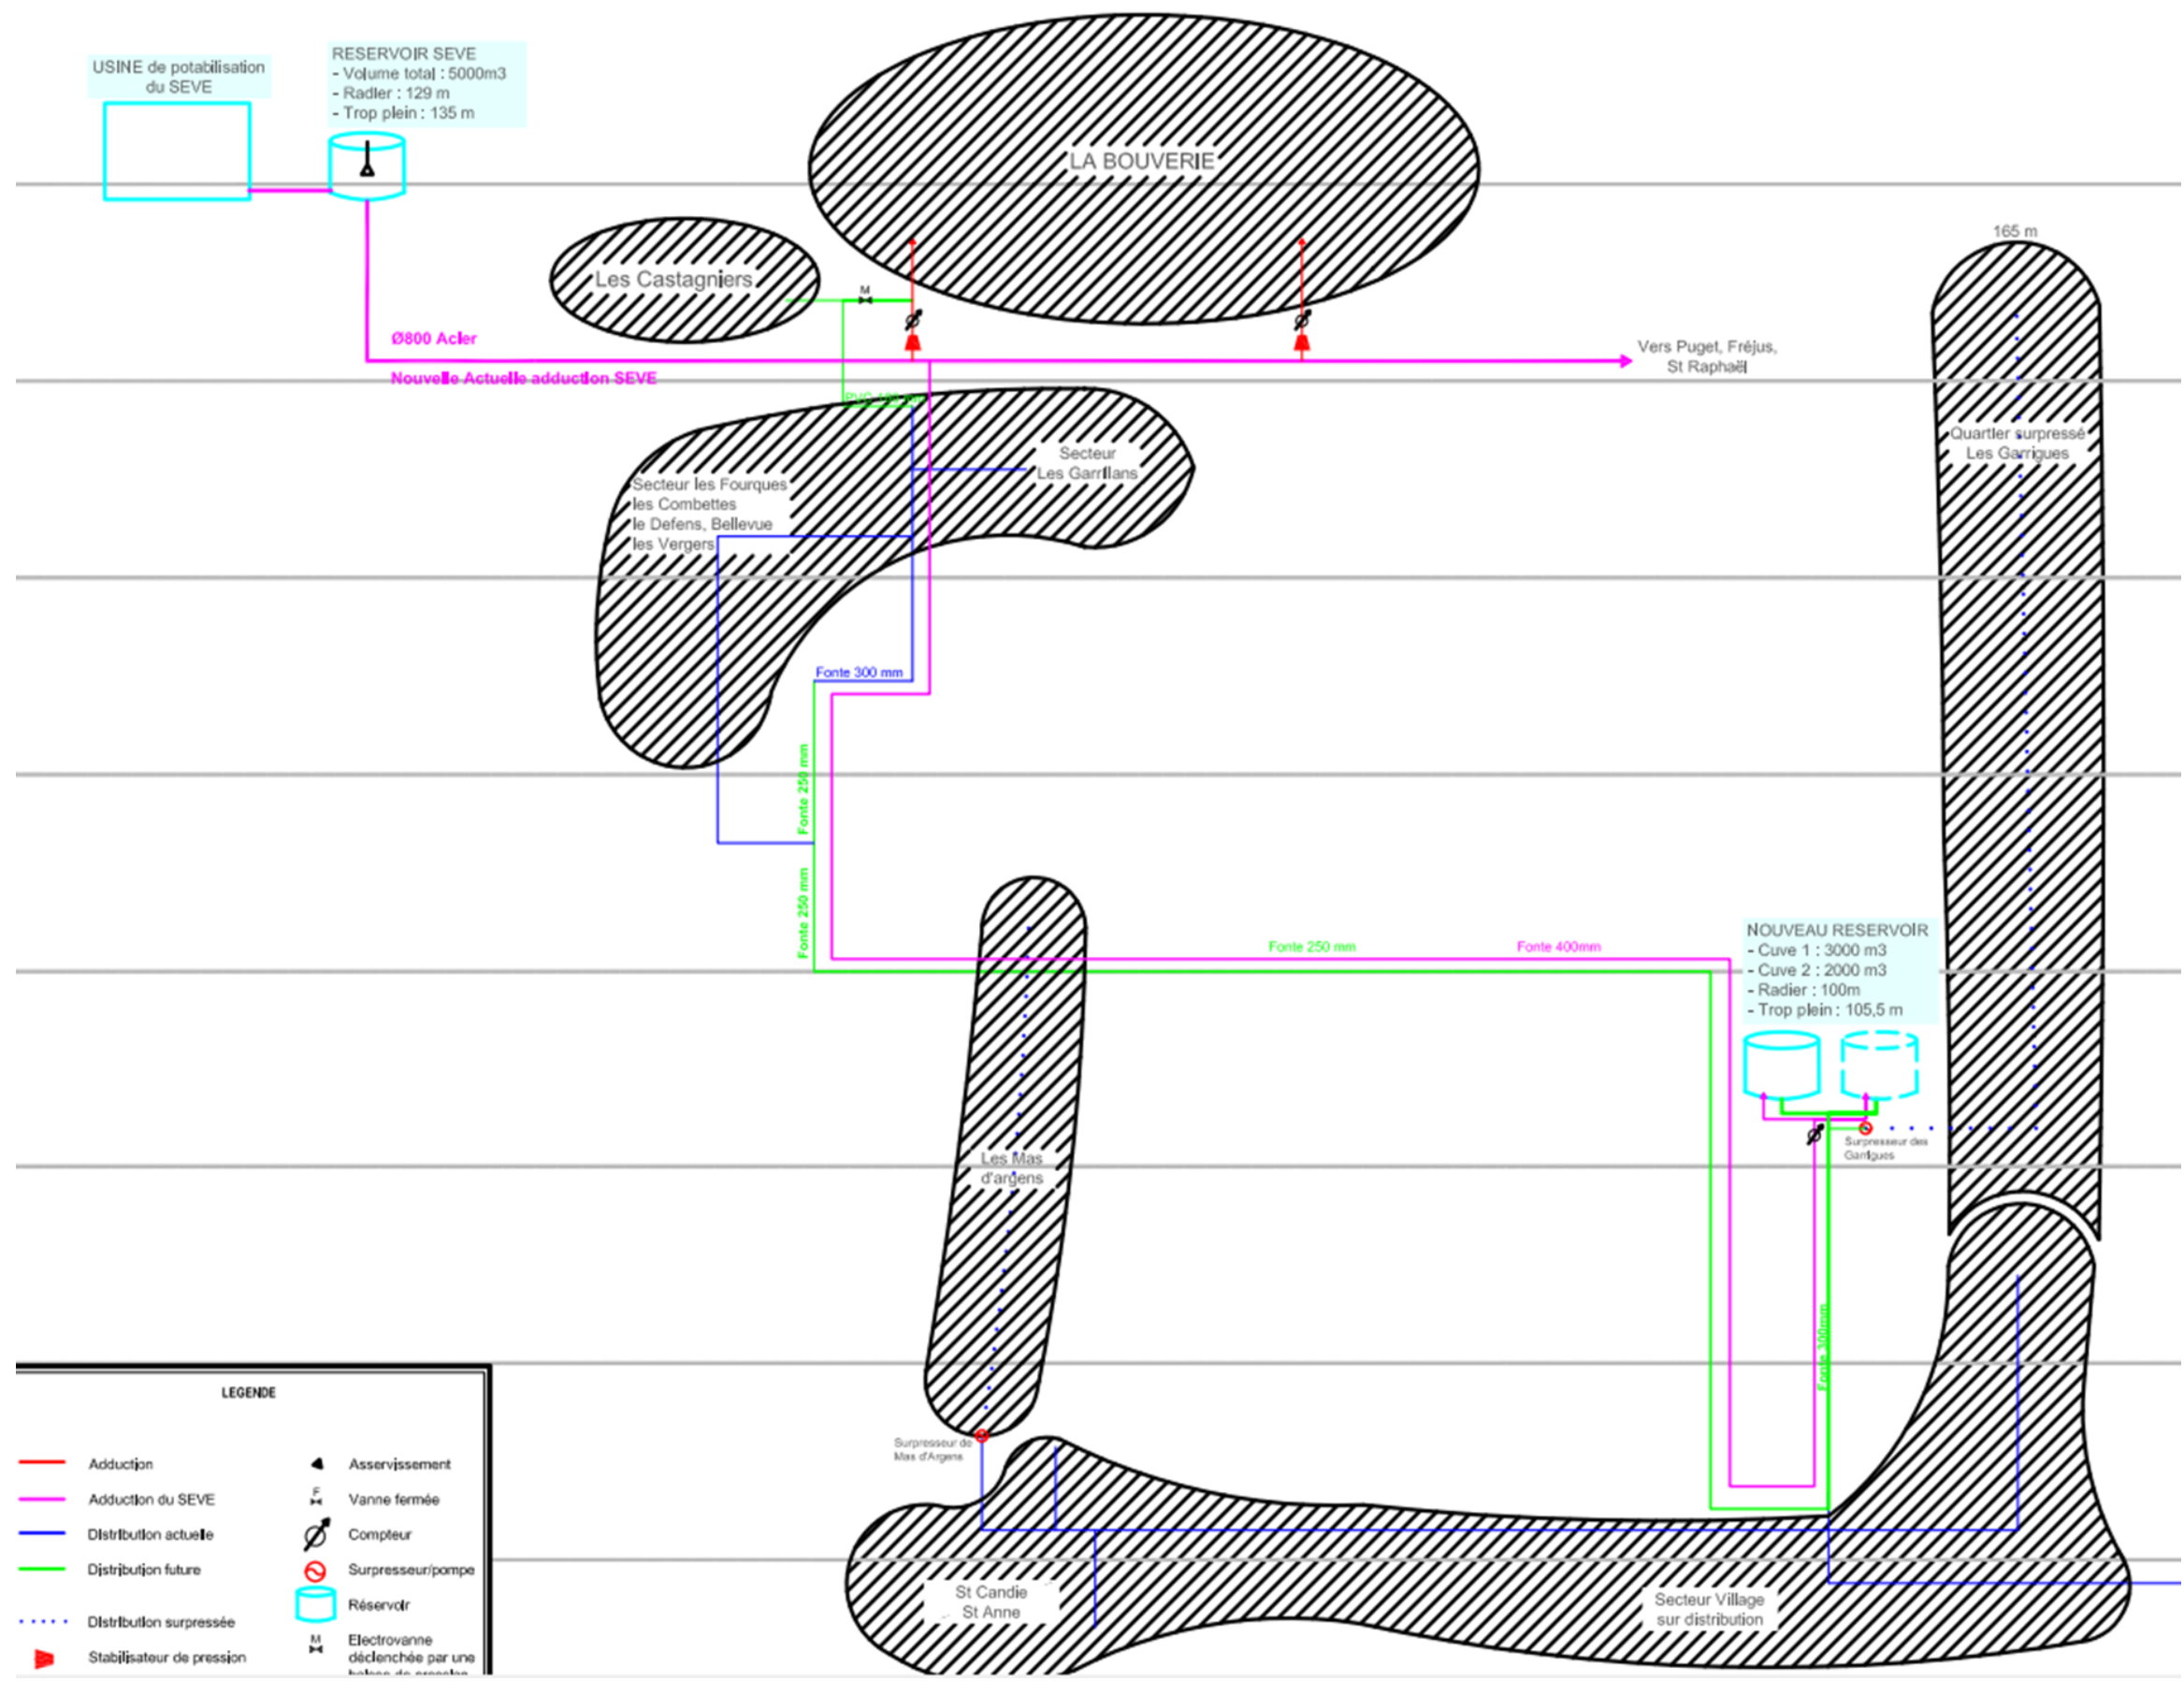 USINE de potabilisation
du SEVE
RESERVOIR SEVE
- Volume total : 5000m3
- Radier : 129 m
- Trop plein : 135 m
LA BOUVERIE
165 m
Les Castagniers
M
Ø800 Acier
Nouvelle Actuelle adduction SEVE
Vers Puget, Fréjus,
St Raphaël
Quartier surpressé
Les Garrigues
Secteur
Les Garrilans
Secteur les Fourques
les Combettes
le Defens, Bellevue
les Vergers
Fonte 300 mm
Fonte 250 mm
Fonte 250 mm
Fonte 250 mm
Fonte 400mm
NOUVEAU RESERVOIR
- Cuve 1 : 3000 m3
- Cuve 2 : 2000 m3
- Radier : 100m
- Trop plein : 105,5 m
Surpresseur des
Garrigues
Les Mas
d'argens
Fonte 300mm
Surpresseur de
Mas d'Argens
St Candie
St Anne
Secteur Village
sur distribution
LEGENDE
Adduction
Asservissement
Adduction du SEVE
F
Vanne fermée
Distribution actuelle
Compteur
Distribution future
Surpresseur/pompe
Réservoir
Distribution surpressée
M
Electrovanne
déclenchée par une
Stabilisateur de pression